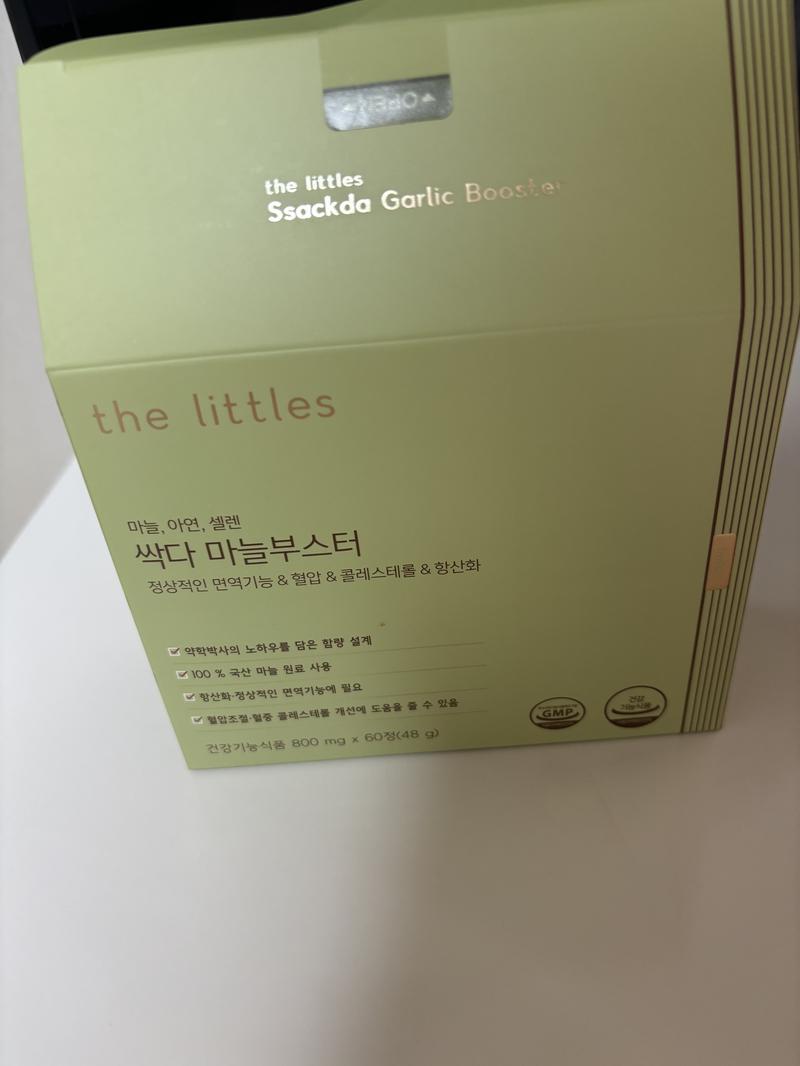 OPEN
the littles
Ssackda Garlic Booster
the littles
마늘, 아연, 셀렌
싹다 마늘부스터
정상적인 면역기능 & 혈압 & 콜레스테롤 & 항산화
약학박사의 노하우를 담은 함량 설계
100 % 국산 마늘 원료 사용
항산화·정상적인 면역기능에 필요
혈압조절·혈중 콜레스테롤 개선에 도움을 줄 수 있음
건강기능식품 800 mg x 60정(48 g)
GMP
건강
기능식품